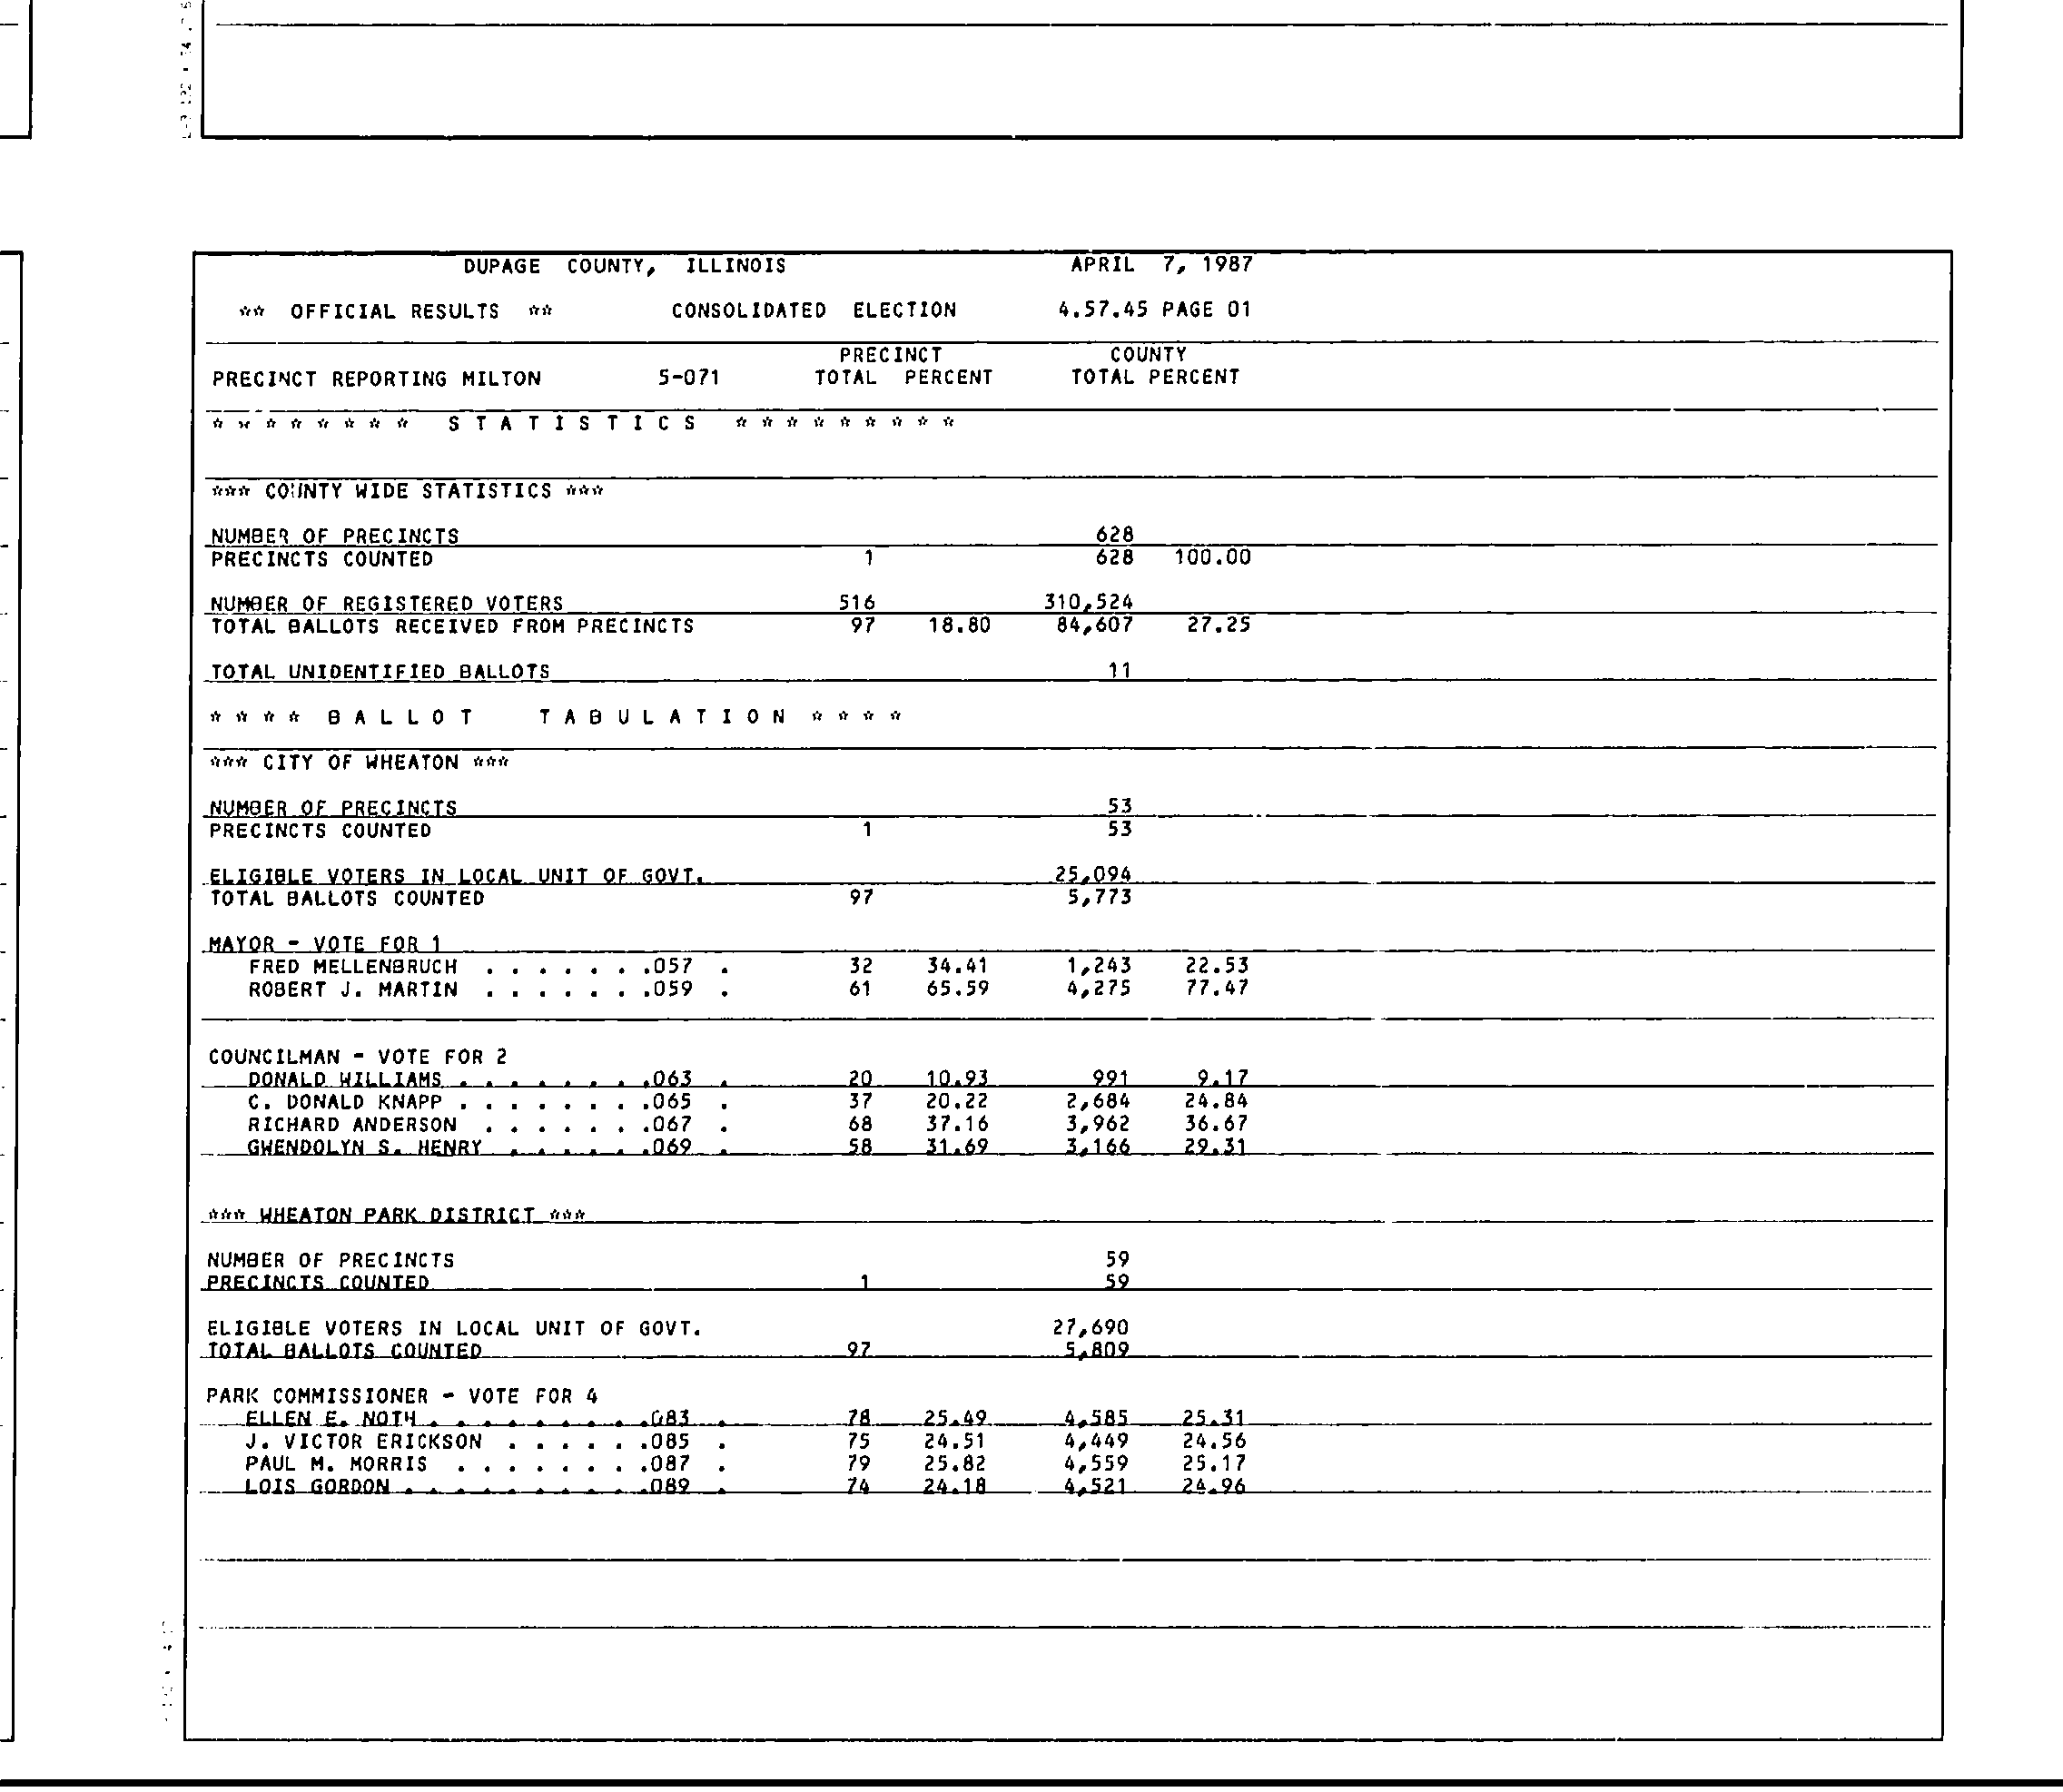 DUPAGE COUNTY, ILLINOIS APRIL 7, 1987
** OFFICIAL RESULTS ** CONSOLIDATED ELECTION 4.57.45 PAGE 01
PRECINCT COUNTY
PRECINCT REPORTING MILTON 5-071 TOTAL PERCENT TOTAL PERCENT
* * * * * * * * S T A T I S T I C S * * * * * * * * *
*** COUNTY WIDE STATISTICS ***
NUMBER OF PRECINCTS 628
PRECINCTS COUNTED 1 628 100.00
NUMBER OF REGISTERED VOTERS 516 310,524
TOTAL BALLOTS RECEIVED FROM PRECINCTS 97 18.80 84,607 27.25
TOTAL UNIDENTIFIED BALLOTS 11
* * * * B A L L O T T A B U L A T I O N * * * *
*** CITY OF WHEATON ***
NUMBER OF PRECINCTS 53
PRECINCTS COUNTED 1 53
ELIGIBLE VOTERS IN LOCAL UNIT OF GOVT. 25,094
TOTAL BALLOTS COUNTED 97 5,773
MAYOR - VOTE FOR 1
FRED MELLENBRUCH . . . . . . .057 . 32 34.41 1,243 22.53
ROBERT J. MARTIN . . . . . . .059 . 61 65.59 4,275 77.47
COUNCILMAN - VOTE FOR 2
DONALD WILLIAMS . . . . . . . .063 . 20 10.93 991 9.17
C. DONALD KNAPP . . . . . . . .065 . 37 20.22 2,684 24.84
RICHARD ANDERSON . . . . . . .067 . 68 37.16 3,962 36.67
GWENDOLYN S. HENRY . . . . . .069 . 58 31.69 3,166 29.31
*** WHEATON PARK DISTRICT ***
NUMBER OF PRECINCTS 59
PRECINCTS COUNTED 1 59
ELIGIBLE VOTERS IN LOCAL UNIT OF GOVT. 27,690
TOTAL BALLOTS COUNTED 97 5,809
PARK COMMISSIONER - VOTE FOR 4
ELLEN E. NOTH . . . . . . . . .083 . 78 25.49 4,585 25.31
J. VICTOR ERICKSON . . . . . .085 . 75 24.51 4,449 24.56
PAUL M. MORRIS . . . . . . . .087 . 79 25.82 4,559 25.17
LOIS GORDON . . . . . . . . . .089 . 74 24.18 4,521 24.96